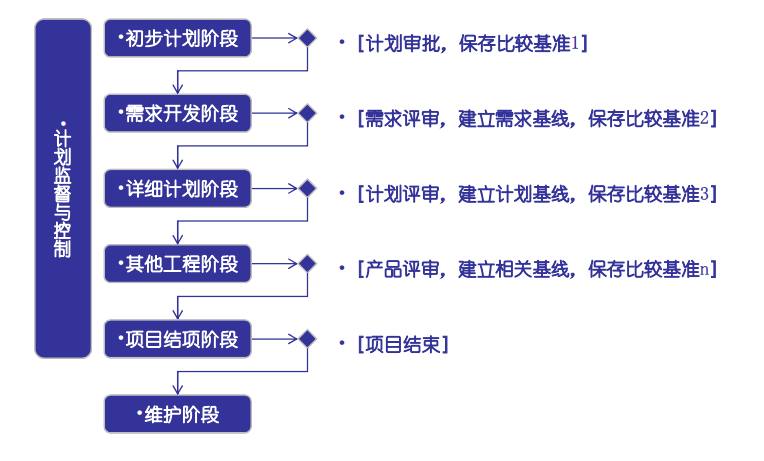 •计划监督与控制
•初步计划阶段
• [计划审批，保存比较基准1]
•需求开发阶段
• [需求评审，建立需求基线，保存比较基准2]
•详细计划阶段
• [计划评审，建立计划基线，保存比较基准3]
•其他工程阶段
• [产品评审，建立相关基线，保存比较基准n]
•项目结项阶段
• [项目结束]
•维护阶段